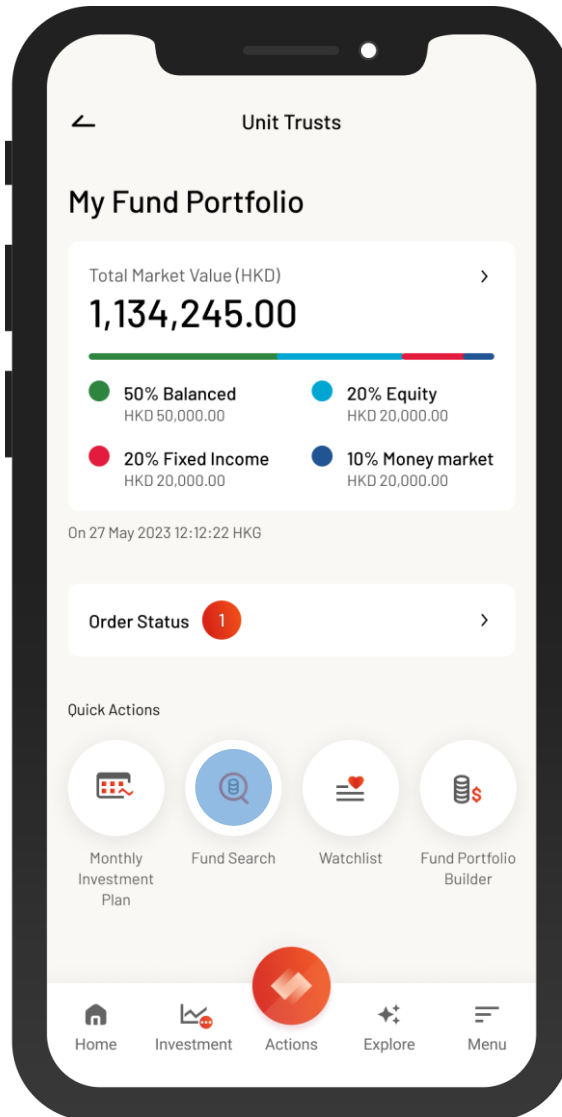 Unit Trusts
My Fund Portfolio
Total Market Value (HKD)
1,134,245.00
50% Balanced
HKD 50,000.00
20% Equity
HKD 20,000.00
20% Fixed Income
HKD 20,000.00
10% Money market
HKD 20,000.00
On 27 May 2023 12:12:22 HKG
Order Status 1
Quick Actions
Monthly
Investment
Plan
Fund Search
Watchlist
Fund Portfolio
Builder
Home
Investment
Actions
Explore
Menu